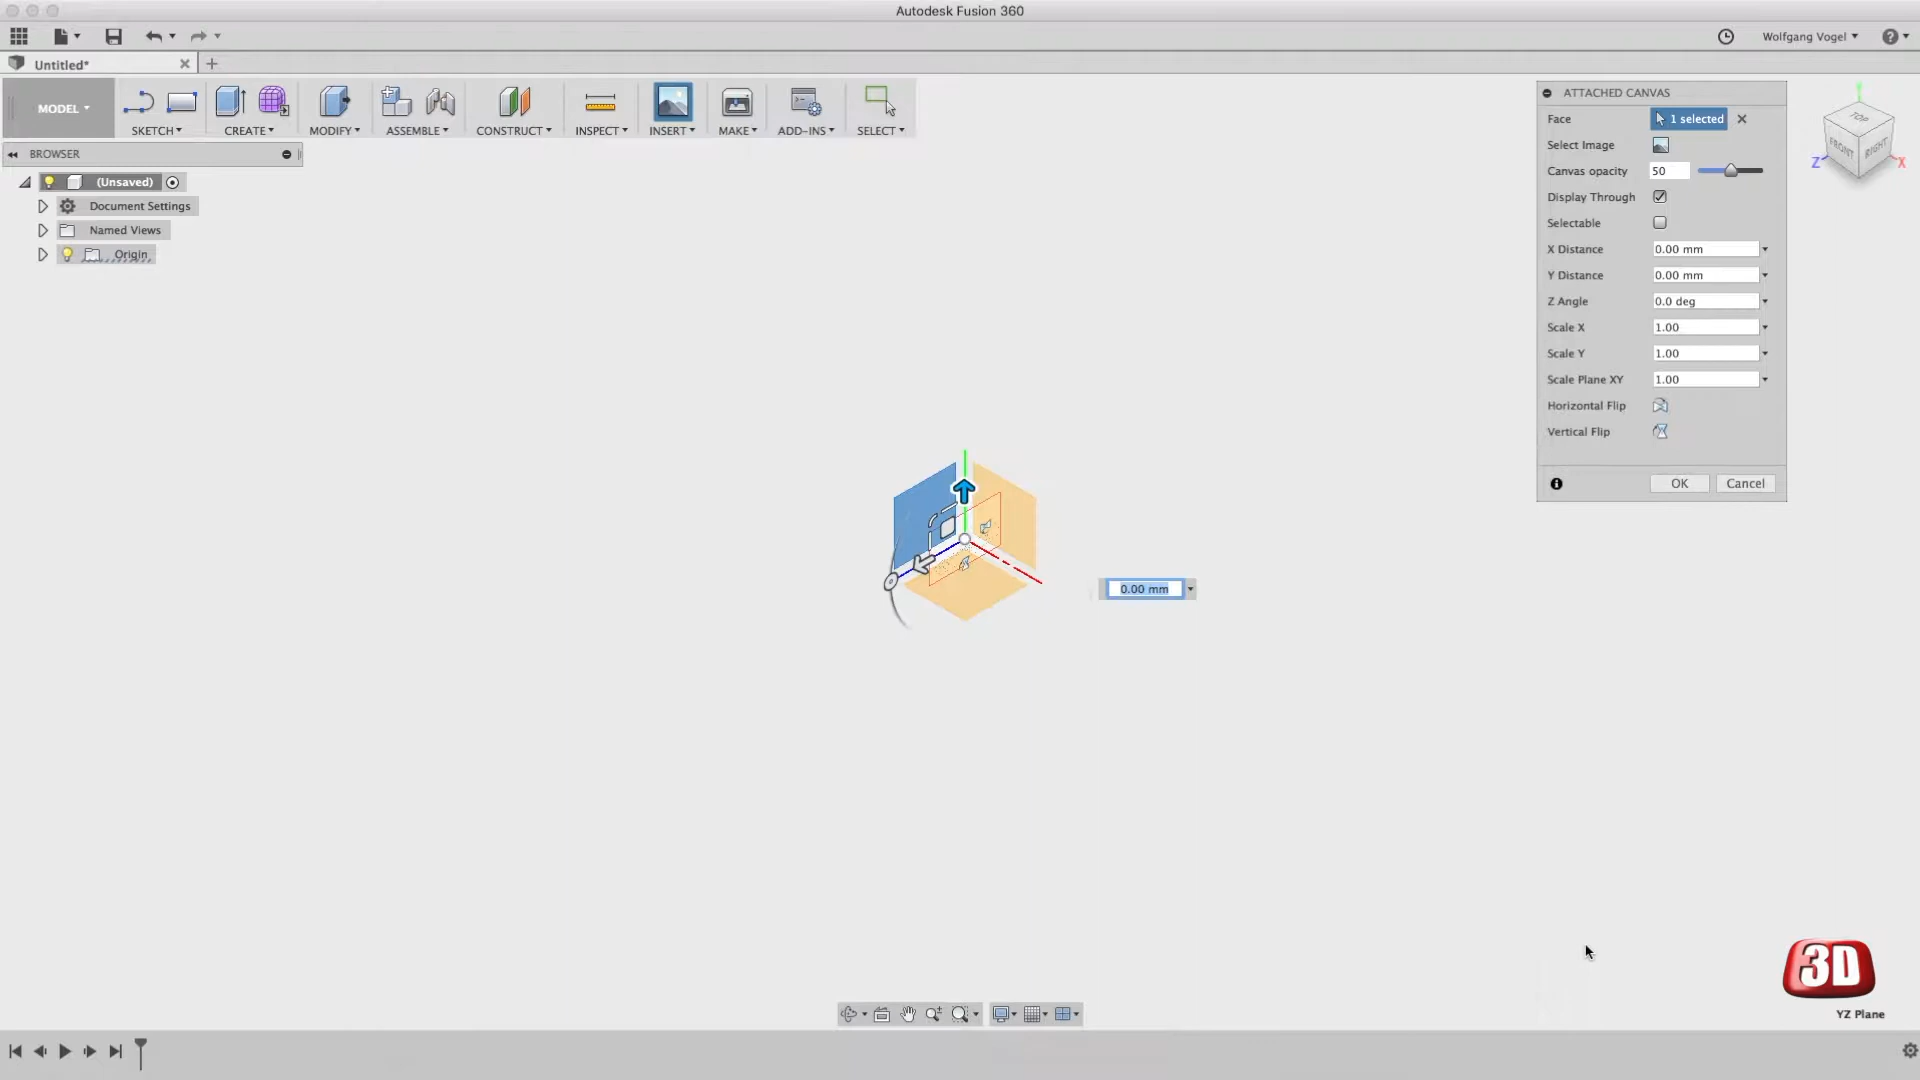 Autodesk Fusion 360
Wolfgang Vogel
Untitled*
MODEL
SKETCH
CREATE
MODIFY
ASSEMBLE
CONSTRUCT
INSPECT
INSERT
MAKE
ADD-INS
SELECT
BROWSER
(Unsaved)
Document Settings
Named Views
Origin
ATTACHED CANVAS
Face 1 selected
Select Image
Canvas opacity 50
Display Through
Selectable
X Distance 0.00 mm
Y Distance 0.00 mm
Z Angle 0.0 deg
Scale X 1.00
Scale Y 1.00
Scale Plane XY 1.00
Horizontal Flip
Vertical Flip
OK Cancel
TOP
FRONT RIGHT
Z X
0.00 mm
3D
YZ Plane